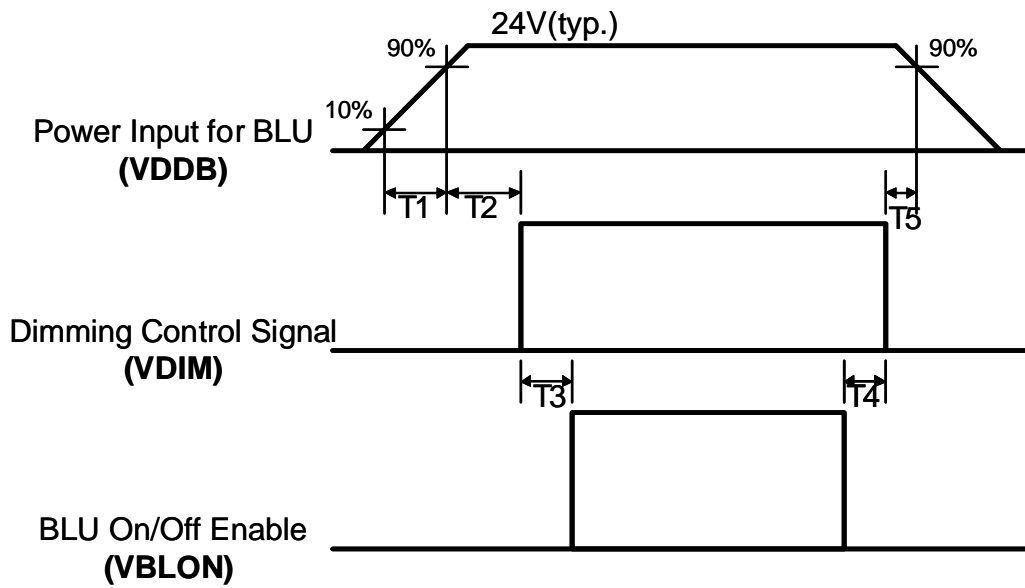 24V(typ.)
90%
90%
10%
Power Input for BLU
(VDDB)
T1
T2
T5
Dimming Control Signal
(VDIM)
T3
T4
BLU On/Off Enable
(VBLON)